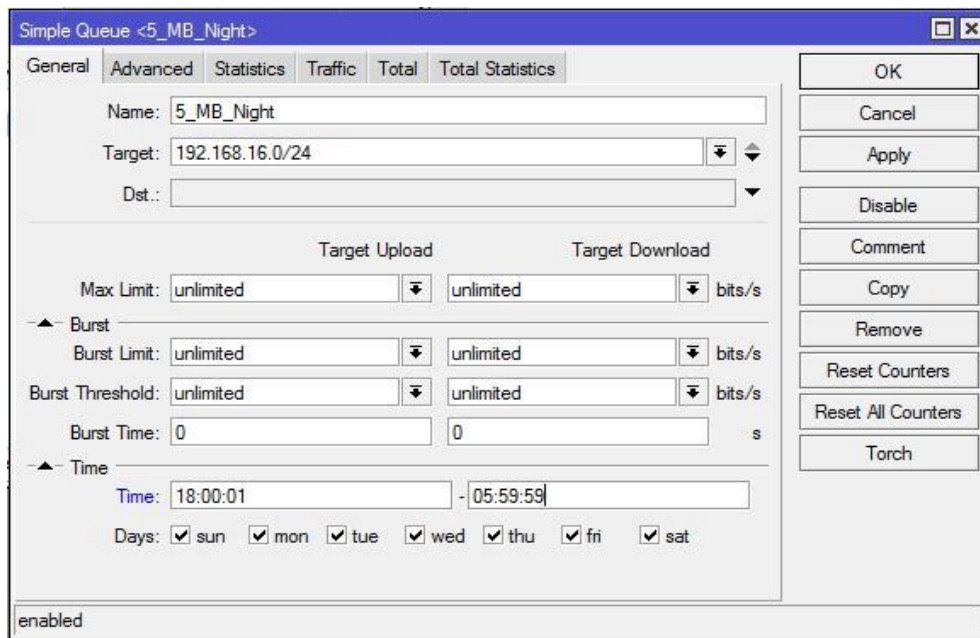 Simple Queue <5_MB_Night>
General Advanced Statistics Traffic Total Total Statistics
Name: 5_MB_Night
Target: 192.168.16.0/24
Dst.:
Target Upload Target Download
Max Limit: unlimited unlimited bits/s
Burst
Burst Limit: unlimited unlimited bits/s
Burst Threshold: unlimited unlimited bits/s
Burst Time: 0 0 s
Time
Time: 18:00:01 - 05:59:59
Days: sun mon tue wed thu fri sat
enabled
OK
Cancel
Apply
Disable
Comment
Copy
Remove
Reset Counters
Reset All Counters
Torch